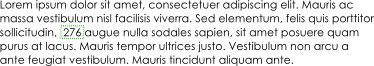 Lorem ipsum dolor sit amet, consectetuer adipiscing elit. Mauris ac
massa vestibulum nisl facilisis viverra. Sed elementum, felis quis porttitor
sollicitudin, 276 augue nulla sodales sapien, sit amet posuere quam
purus at lacus. Mauris tempor ultrices justo. Vestibulum non arcu a
ante feugiat vestibulum. Mauris tincidunt aliquam ante.